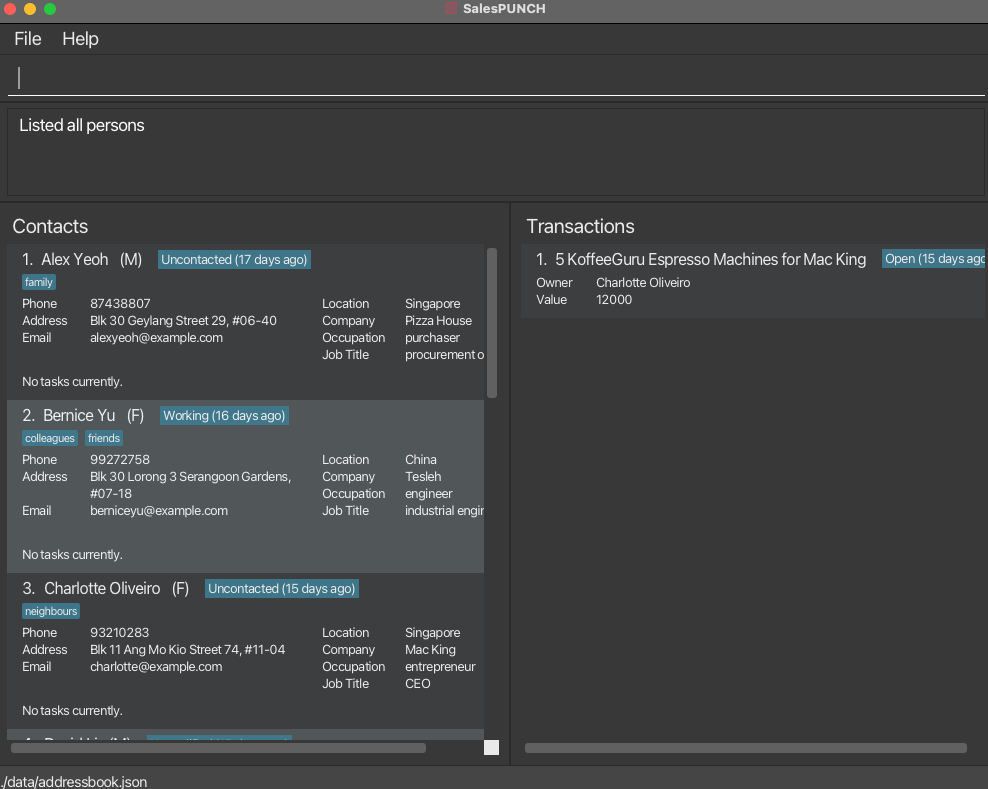 SalesPUNCH
File Help
Listed all persons
Contacts
1. Alex Yeoh (M) Uncontacted (17 days ago)
family
Phone 87438807 Location Singapore
Address Blk 30 Geylang Street 29, #06-40 Company Pizza House
Email alexyeoh@example.com Occupation purchaser
Job Title procurement o
No tasks currently.
2. Bernice Yu (F) Working (16 days ago)
colleagues friends
Phone 99272758 Location China
Address Blk 30 Lorong 3 Serangoon Gardens, Company Tesleh
#07-18 Occupation engineer
Email berniceyu@example.com Job Title industrial engir
No tasks currently.
3. Charlotte Oliveiro (F) Uncontacted (15 days ago)
neighbours
Phone 93210283 Location Singapore
Address Blk 11 Ang Mo Kio Street 74, #11-04 Company Mac King
Email charlotte@example.com Occupation entrepreneur
Job Title CEO
No tasks currently.
Transactions
1. 5 KoffeeGuru Espresso Machines for Mac King Open (15 days ago
Owner Charlotte Oliveiro
Value 12000
./data/addressbook.json